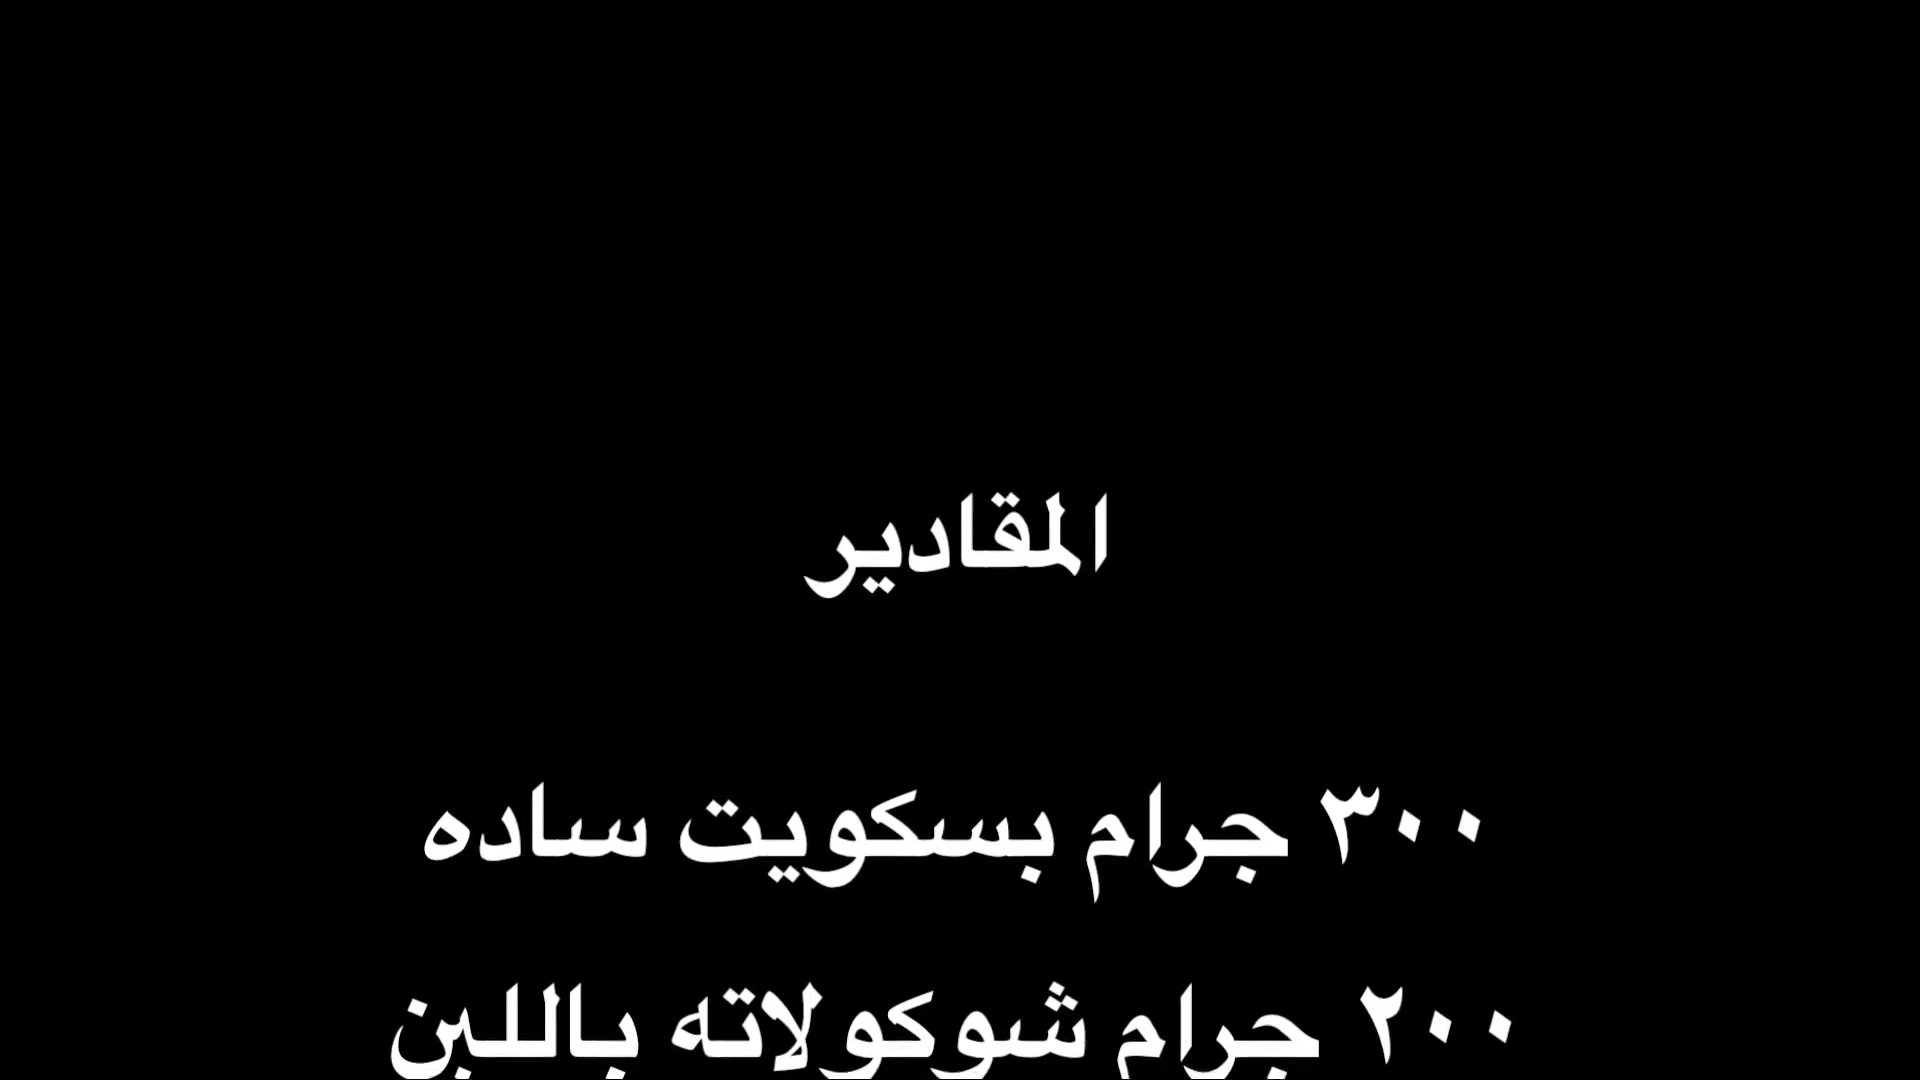 المقادير
٣٠٠ جرام بسكويت ساده
٢٠٠ جرام شوكولاته باللبن